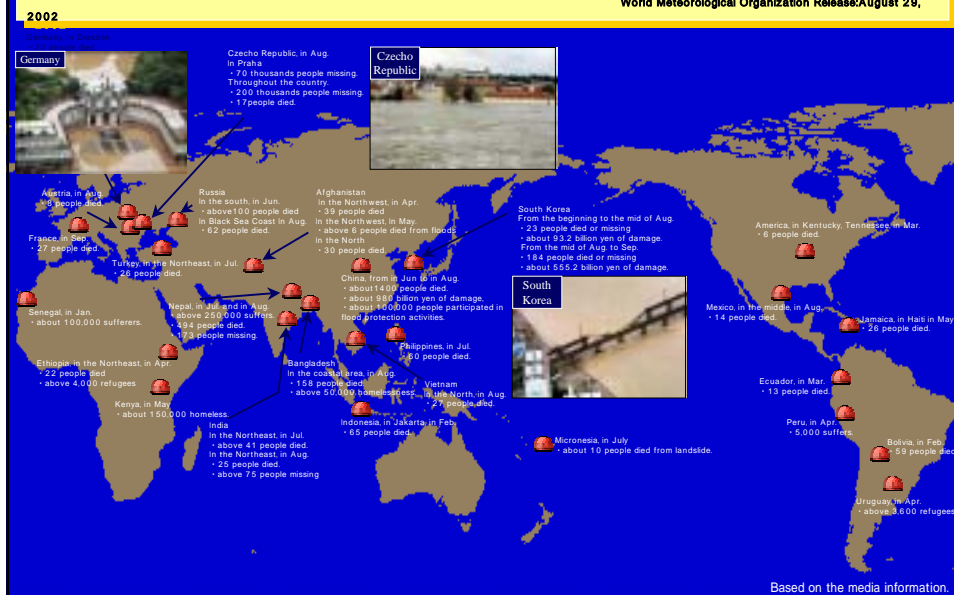 World Meteorological Organization Release:August 29,
2002
Germany
Czecho Republic, in Aug.
In Praha
・70 thousands people missing.
Throughout the country.
・200 thousands people missing.
・17people died.
Czecho
Republic
Austria, in Aug.
・8 people died.
France, in Sep.
・27 people died.
Russia
In the south, in Jun.
・above100 people died
In Black Sea Coast In Aug.
・62 people died.
Turkey, in the Northeast, in Jul.
・26 people died.
Afghanistan
In the Northwest, in Apr.
・39 people died
In the Northwest, in May.
・above 6 people died from floods
In the North
・30 people died.
South Korea
From the beginning to the mid of Aug.
・23 people died or missing
・about 93.2 billion yen of damage.
From the mid of Aug. to Sep.
・184 people died or missing
・about 555.2 billion yen of damage.
America, in Kentucky, Tennessee, in Mar.
・6 people died.
China, from in Jun to in Aug.
・about1400 people died.
・about 980 billion yen of damage,
・about 100,000 people participated in
flood protection activities.
South
Korea
Senegal, in Jan.
・about 100,000 sufferers.
Nepal, in Jul. and in Aug.
・above 250,000 suffers.
・494 people died.
・173 people missing.
Mexico, in the middle, in Aug,
・14 people died.
Jamaica, in Haiti in May
・26 people died.
Philippines, in Jul.
・60 people died.
Ethiopia, in the Northeast, in Apr.
・22 people died
・above 4,000 refugees
Bangladesh
In the coastal area, in Aug.
・158 people died
・above 50,000 homelessness.
Vietnam
In the North, in Aug.
・27 people died.
Kenya, in May
・about 150,000 homeless.
Ecuador, in Mar.
・13 people died.
Indonesia, in Jakarta, in Feb.
・65 people died.
Peru, in Apr.
・5,000 suffers.
India
In the Northeast, in Jul.
・above 41 people died.
In the Northeast, in Aug.
・25 people died.
・above 75 people missing
Micronesia, in July
・about 10 people died from landslide.
Bolivia, in Feb.
・59 people died
Uruguay, in Apr.
・above 3,600 refugees
Based on the media information.